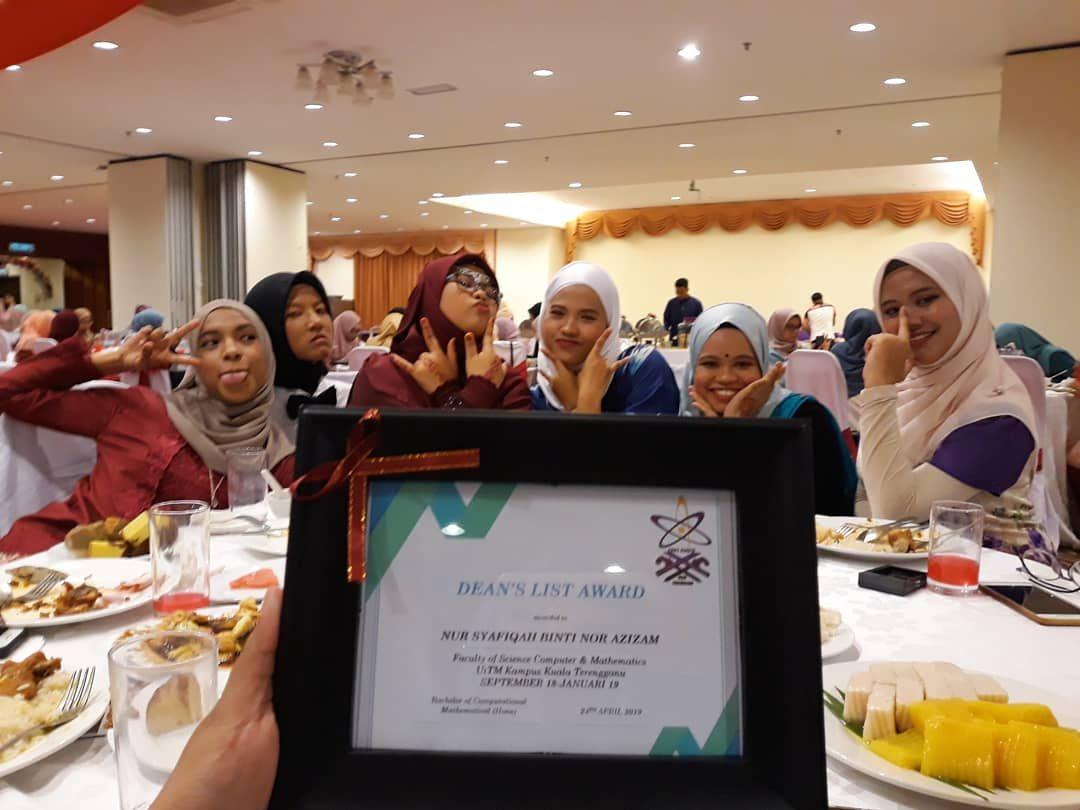 DEAN'S LIST AWARD
awarded to
NUR SYAFIQAH BINTI NOR AZIZAM
Faculty of Science Computer & Mathematics
UiTM Kampus Kuala Terengganu
SEPTEMBER 18-JANUARI 19
Bachelor of Computational
Mathematical (Hons)
24TH APRIL 2019